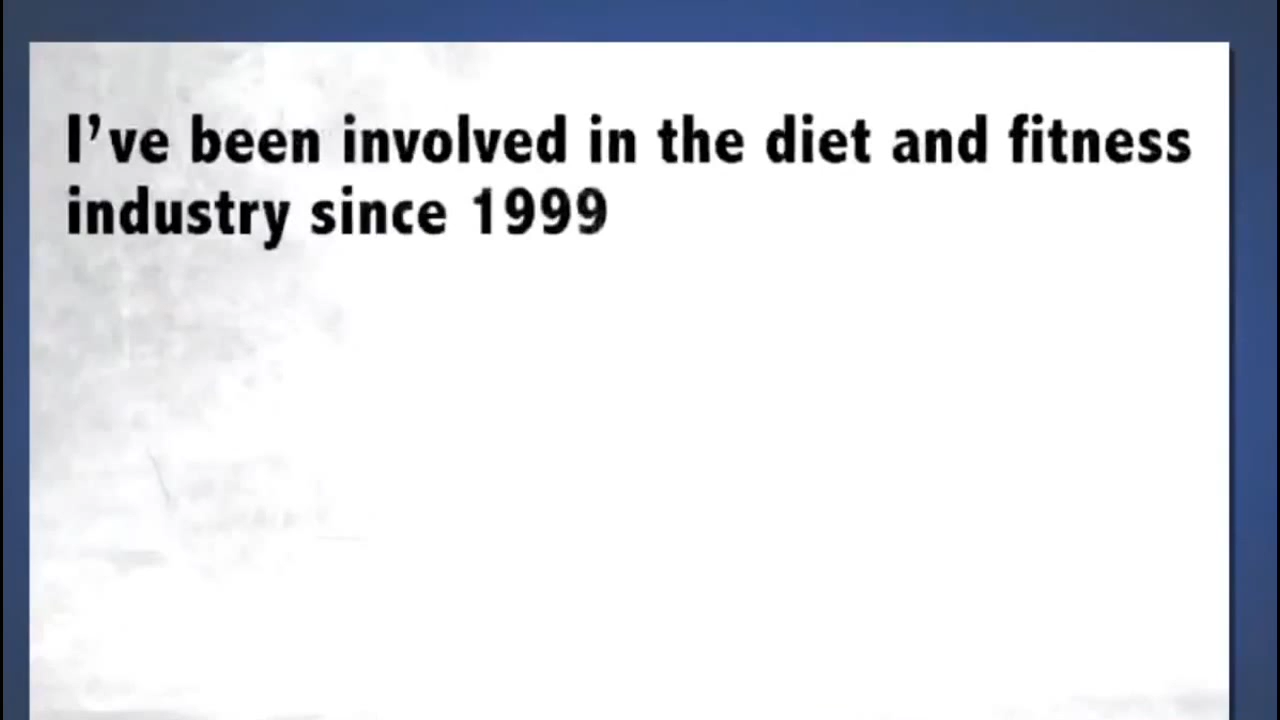 I’ve been involved in the diet and fitness
industry since 1999